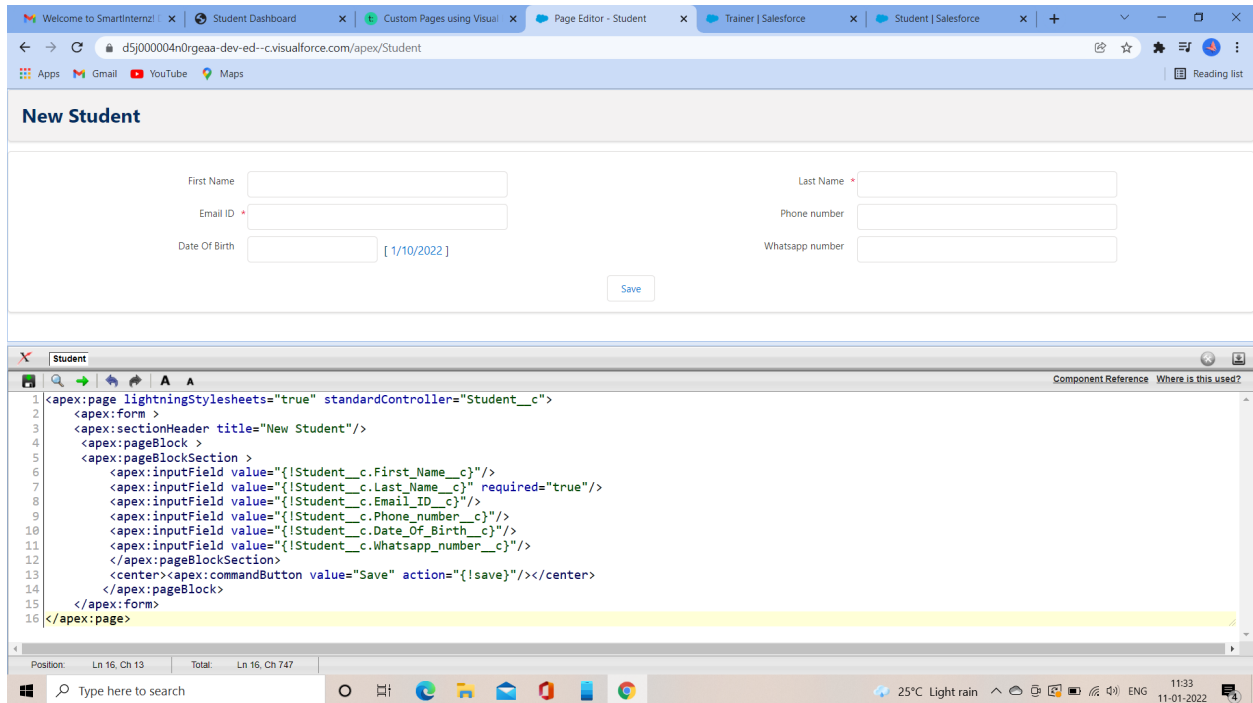 Welcome to SmartInternz! D
Student Dashboard
Custom Pages using Visual
Page Editor - Student
Trainer | Salesforce
Student | Salesforce
d5j000004n0rgeaa-dev-ed--c.visualforce.com/apex/Student
Apps Gmail YouTube Maps Reading list
New Student
First Name Last Name *
Email ID * Phone number
Date Of Birth [ 1/10/2022 ] Whatsapp number
Save
Student
A A Component Reference Where is this used?
1 <apex:page lightningStylesheets="true" standardController="Student__c">
2 <apex:form >
3 <apex:sectionHeader title="New Student"/>
4 <apex:pageBlock >
5 <apex:pageBlockSection >
6 <apex:inputField value="{!Student__c.First_Name__c}"/>
7 <apex:inputField value="{!Student__c.Last_Name__c}" required="true"/>
8 <apex:inputField value="{!Student__c.Email_ID__c}"/>
9 <apex:inputField value="{!Student__c.Phone_number__c}"/>
10 <apex:inputField value="{!Student__c.Date_Of_Birth__c}"/>
11 <apex:inputField value="{!Student__c.Whatsapp_number__c}"/>
12 </apex:pageBlockSection>
13 <center><apex:commandButton value="Save" action="{!save}"/></center>
14 </apex:pageBlock>
15 </apex:form>
16 </apex:page>
Position: Ln 16, Ch 13 Total: Ln 16, Ch 747
Type here to search 25°C Light rain ENG 11:33
11-01-2022 4